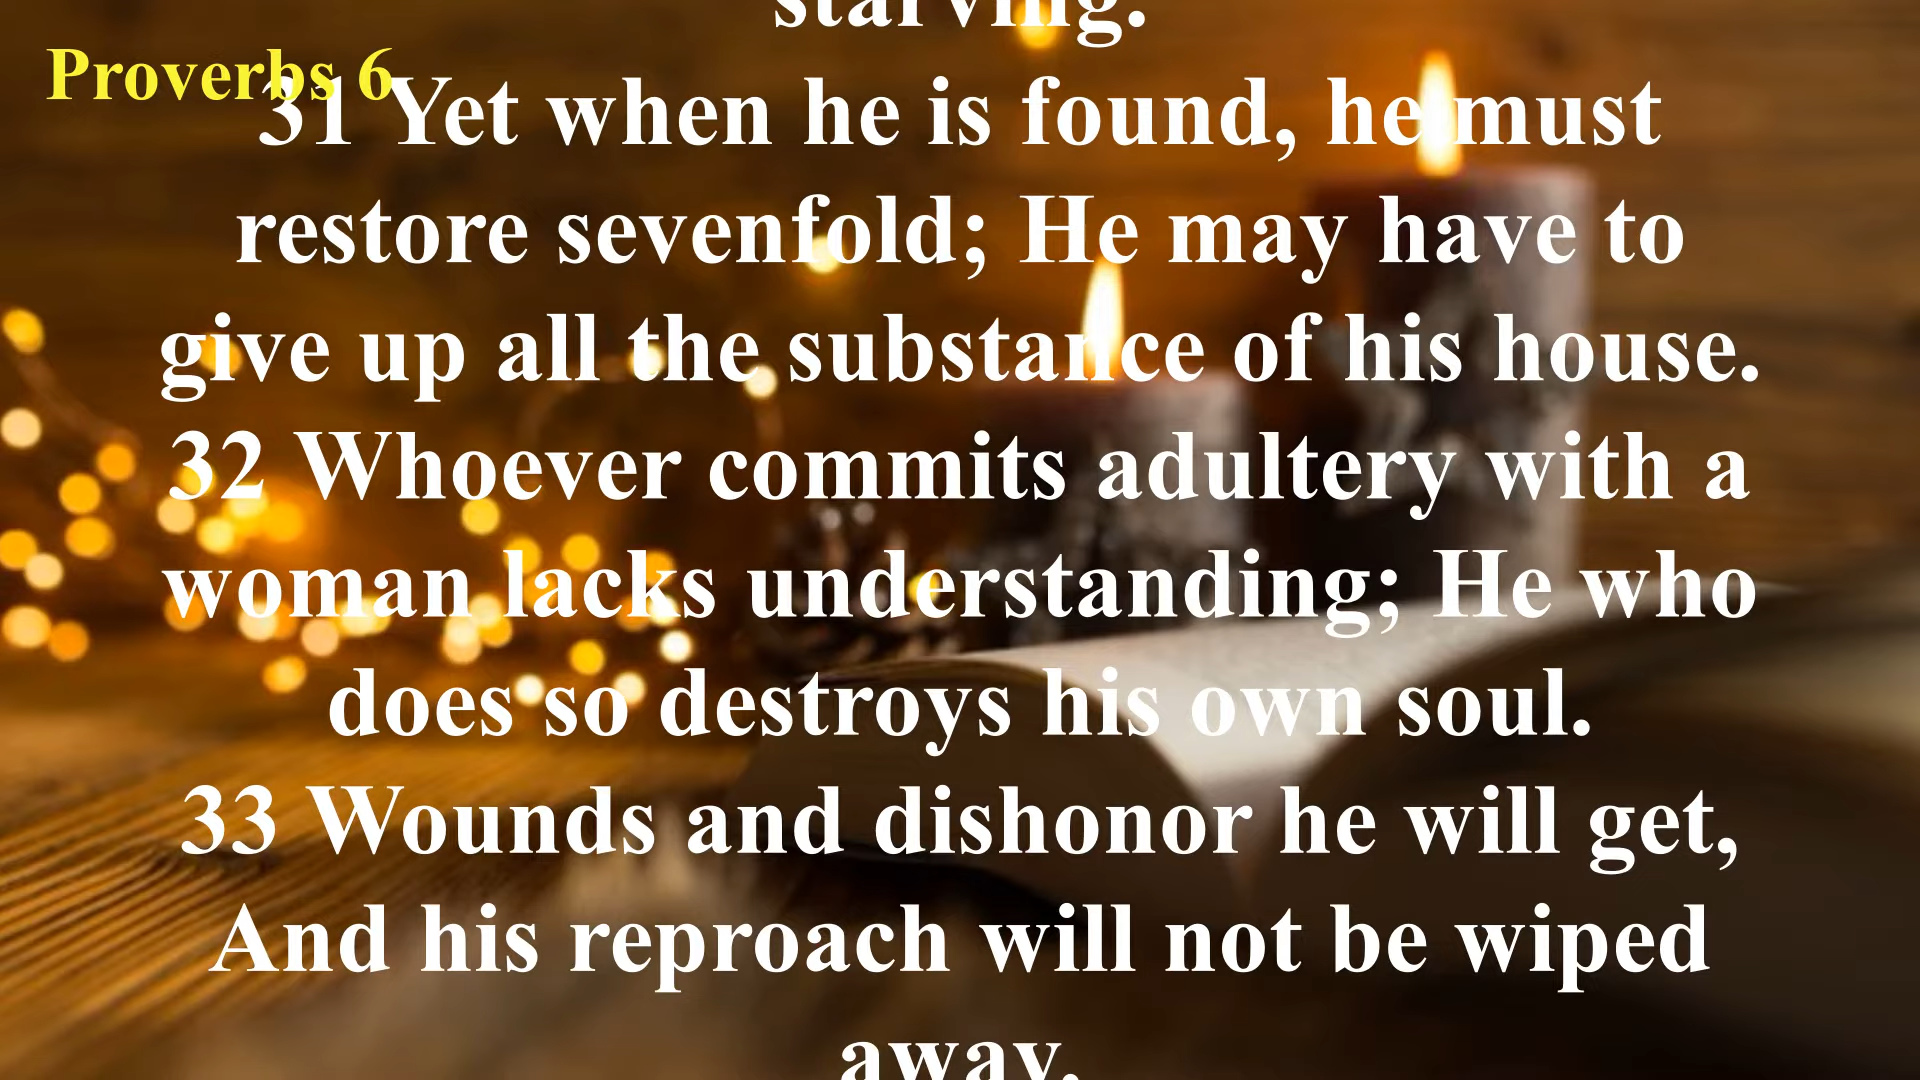 starving.
Proverbs 6
31 Yet when he is found, he must
restore sevenfold; He may have to
give up all the substance of his house.
32 Whoever commits adultery with a
woman lacks understanding; He who
does so destroys his own soul.
33 Wounds and dishonor he will get,
And his reproach will not be wiped
away.